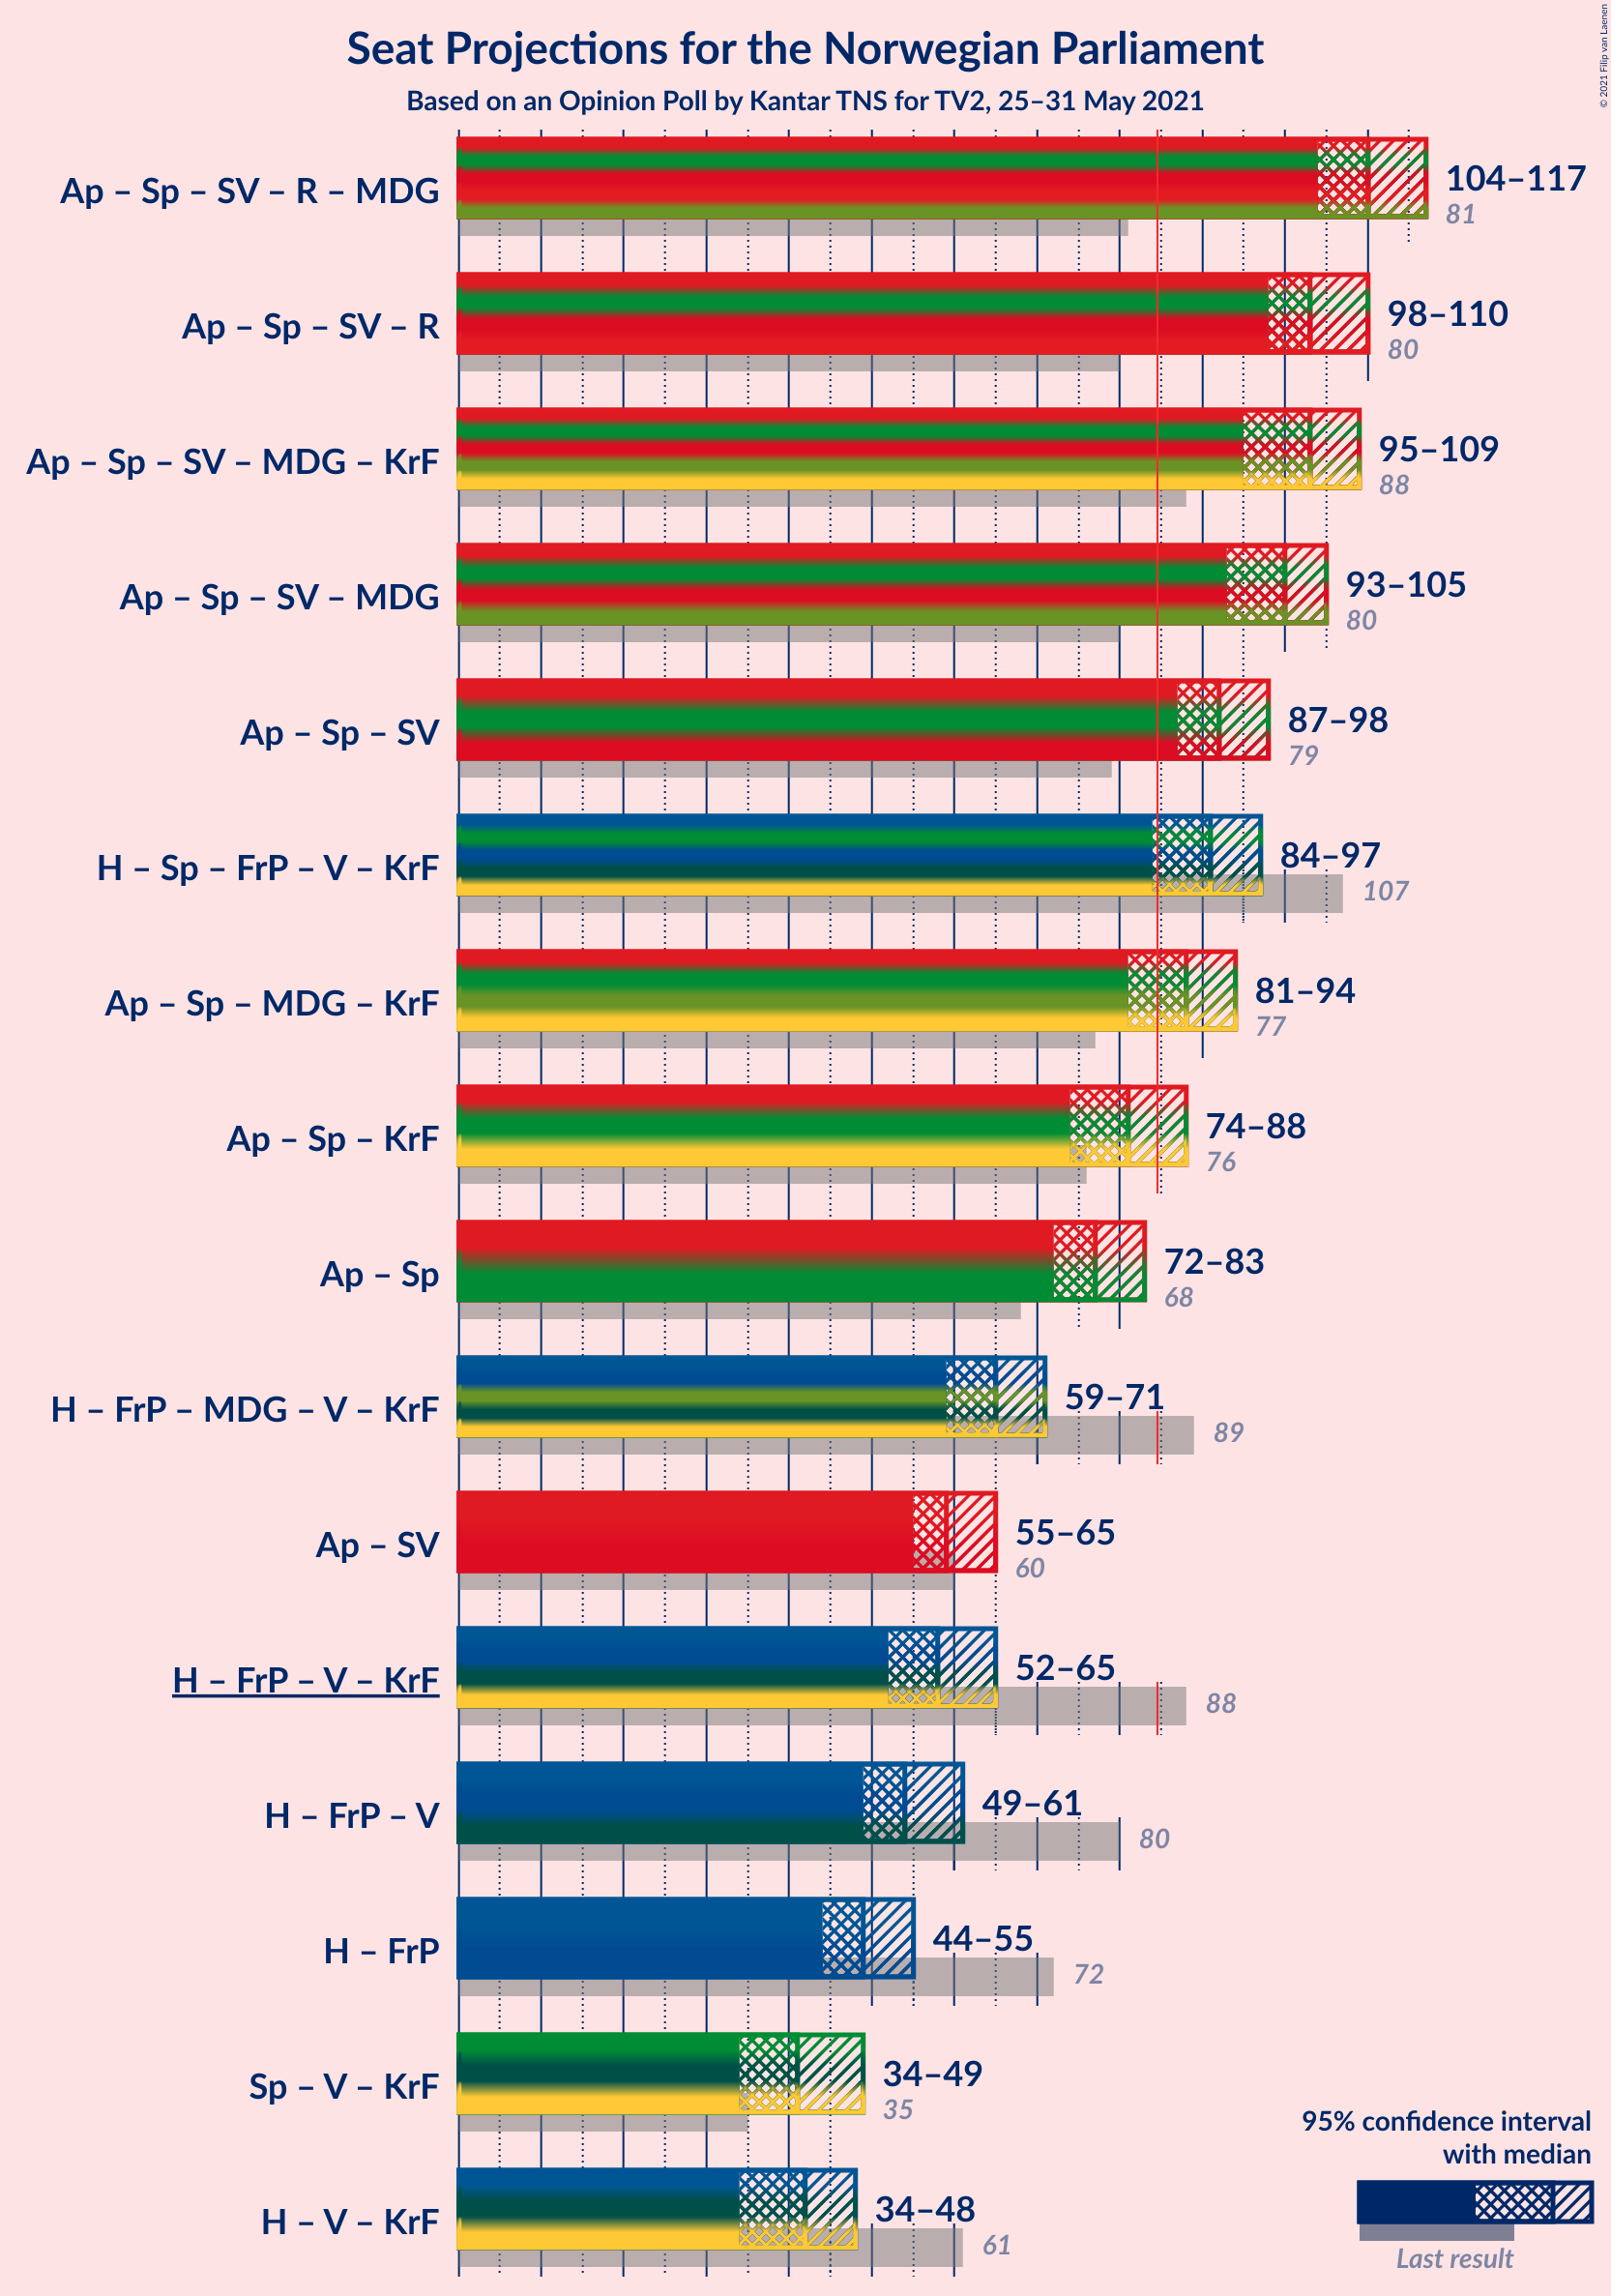 Seat Projections for the Norwegian Parliament
Based on an Opinion Poll by Kantar TNS for TV2, 25–31 May 2021
© 2021 Filip van Laenen
Ap – Sp – SV – R – MDG
104–117
81
Ap – Sp – SV – R
98–110
80
Ap – Sp – SV – MDG – KrF
95–109
88
Ap – Sp – SV – MDG
93–105
80
Ap – Sp – SV
87–98
79
H – Sp – FrP – V – KrF
84–97
107
Ap – Sp – MDG – KrF
81–94
77
Ap – Sp – KrF
74–88
76
Ap – Sp
72–83
68
H – FrP – MDG – V – KrF
59–71
89
Ap – SV
55–65
60
H – FrP – V – KrF
52–65
88
H – FrP – V
49–61
80
H – FrP
44–55
72
Sp – V – KrF
34–49
35
H – V – KrF
34–48
61
95% confidence interval
with median
Last result